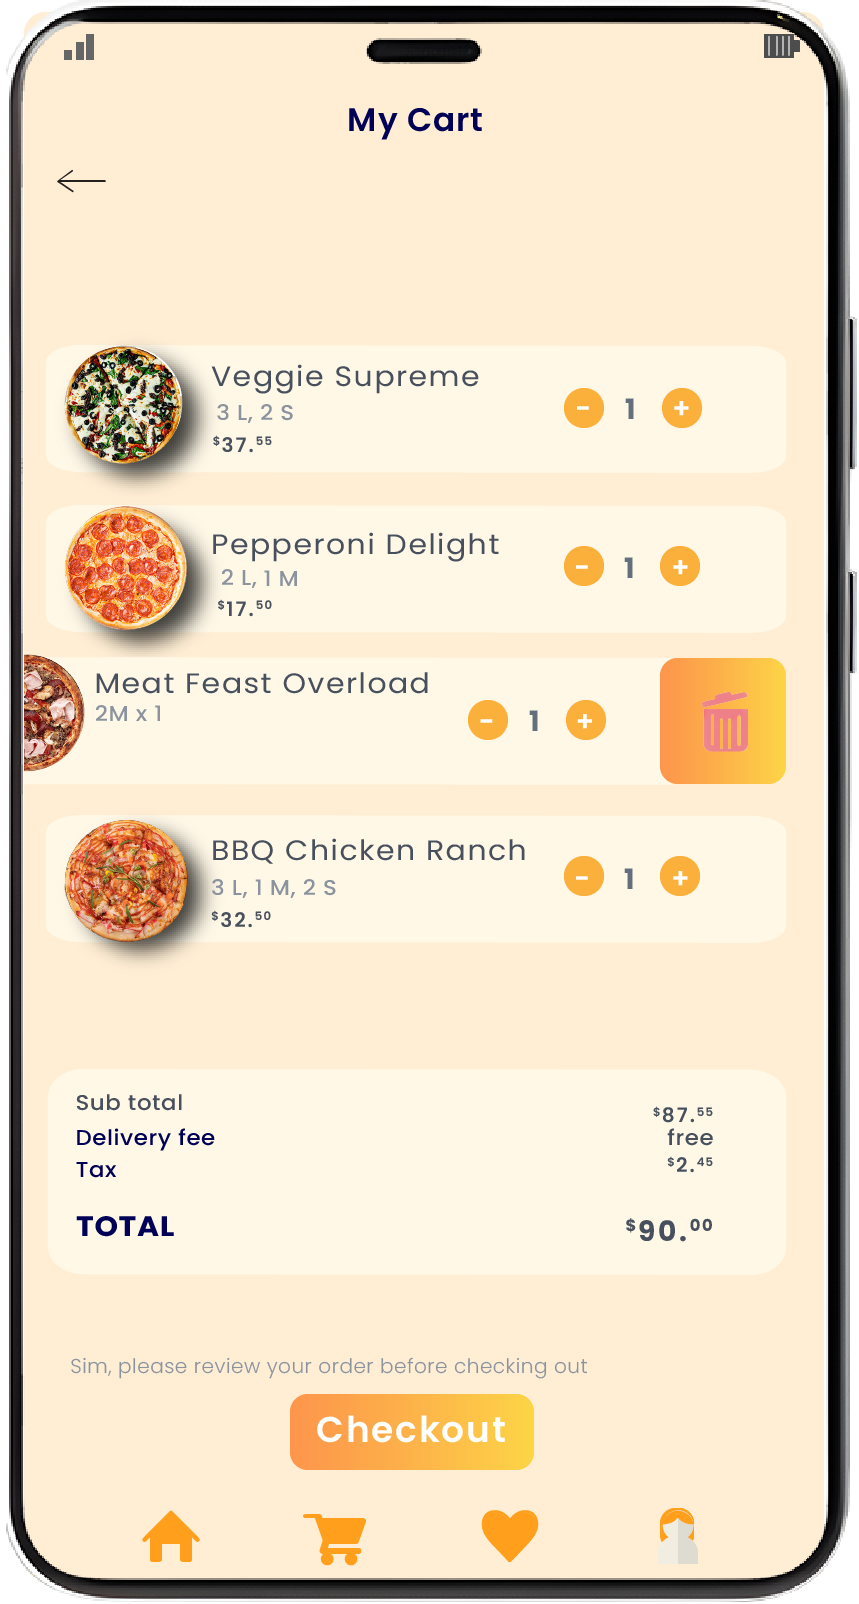 My Cart
Veggie Supreme
3 L, 2 S
$37.55
- 1 +
Pepperoni Delight
2 L, 1 M
$17.50
- 1 +
Meat Feast Overload
2M x 1
- 1 +
BBQ Chicken Ranch
3 L, 1 M, 2 S
$32.50
- 1 +
Sub total $87.55
Delivery fee free
Tax $2.45
TOTAL $90.00
Sim, please review your order before checking out
Checkout